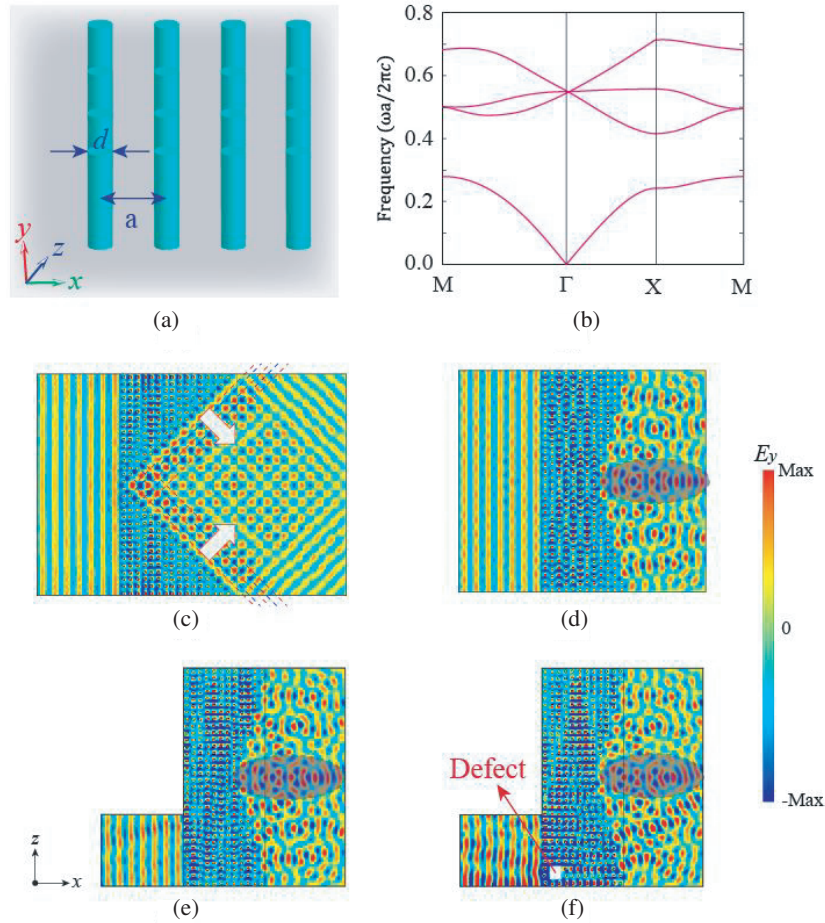 d
a
y
z
x
(a)
Frequency (ωa/2πc)
0.8
0.6
0.4
0.2
0.0
M
Γ
X
M
(b)
(c)
(d)
Ey
Max
0
-Max
z
x
(e)
Defect
(f)